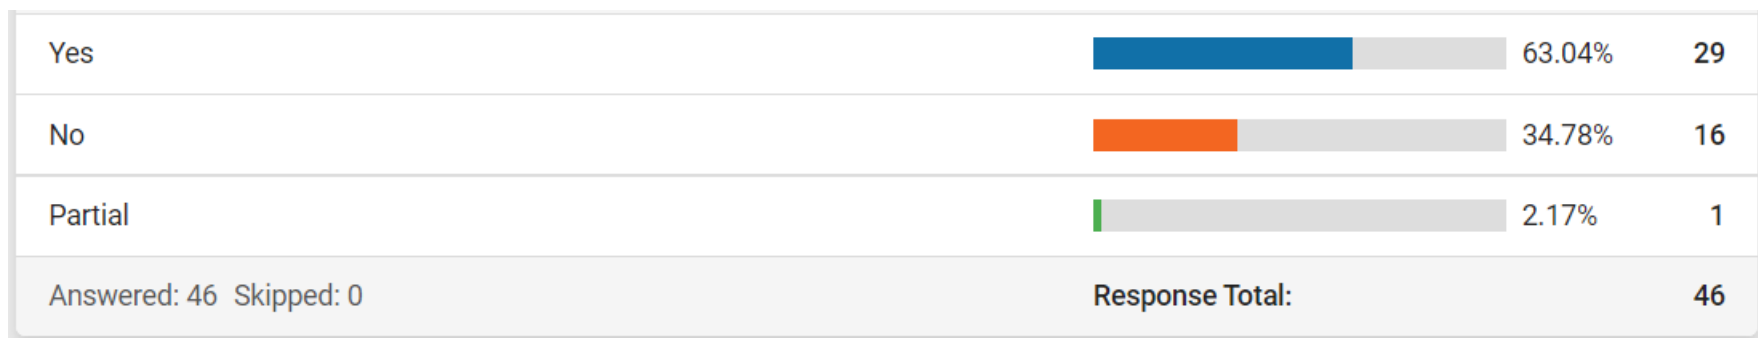 Yes 63.04% 29
No 34.78% 16
Partial 2.17% 1
Answered: 46 Skipped: 0 Response Total: 46